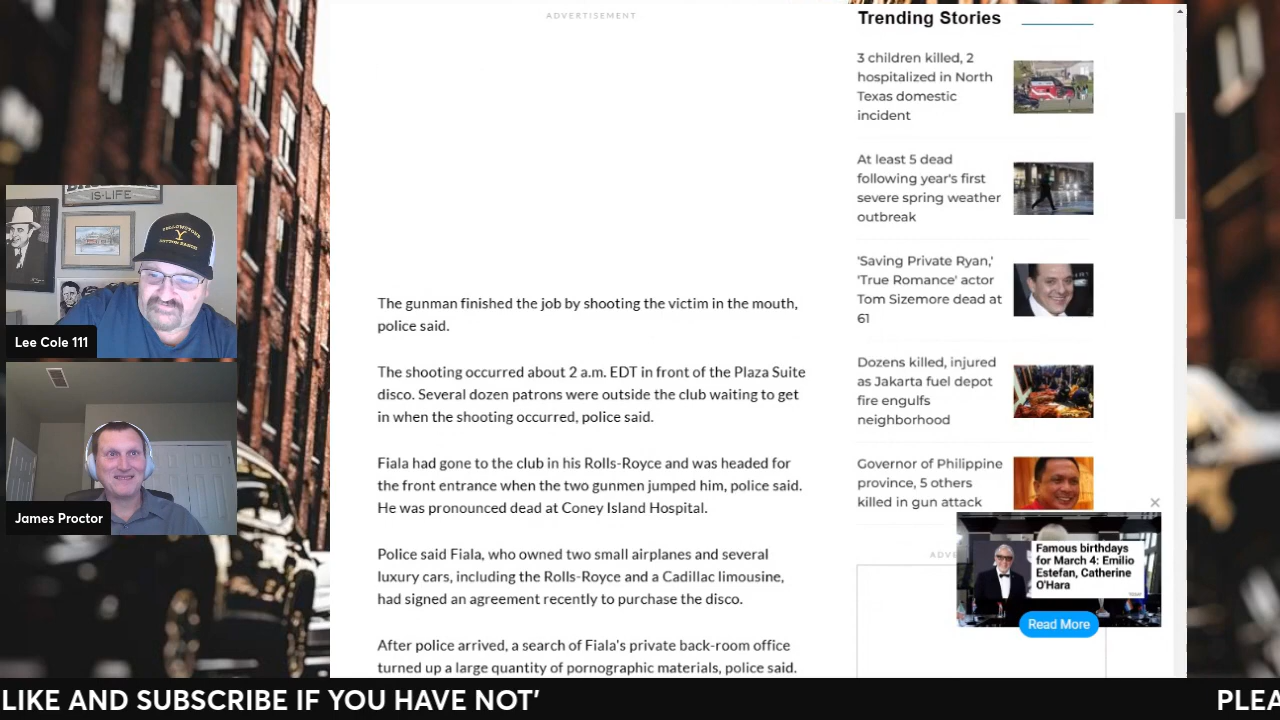 ADVERTISEMENT
Trending Stories
3 children killed, 2
hospitalized in North
Texas domestic
incident
At least 5 dead
following year's first
severe spring weather
outbreak
'Saving Private Ryan,'
'True Romance' actor
Tom Sizemore dead at
61
Dozens killed, injured
as Jakarta fuel depot
fire engulfs
neighborhood
Governor of Philippine
province, 5 others
killed in gun attack
The gunman finished the job by shooting the victim in the mouth,
police said.
The shooting occurred about 2 a.m. EDT in front of the Plaza Suite
disco. Several dozen patrons were outside the club waiting to get
in when the shooting occurred, police said.
Fiala had gone to the club in his Rolls-Royce and was headed for
the front entrance when the two gunmen jumped him, police said.
He was pronounced dead at Coney Island Hospital.
Police said Fiala, who owned two small airplanes and several
luxury cars, including the Rolls-Royce and a Cadillac limousine,
had signed an agreement recently to purchase the disco.
After police arrived, a search of Fiala's private back-room office
turned up a large quantity of pornographic materials, police said.
ADV
Famous birthdays
for March 4: Emilio
Estefan, Catherine
O'Hara
Read More
IS·LIFE
YELLOWSTONE
Y
DUTTON RANCH
Lee Cole 111
James Proctor
LIKE AND SUBSCRIBE IF YOU HAVE NOT'
PLEA